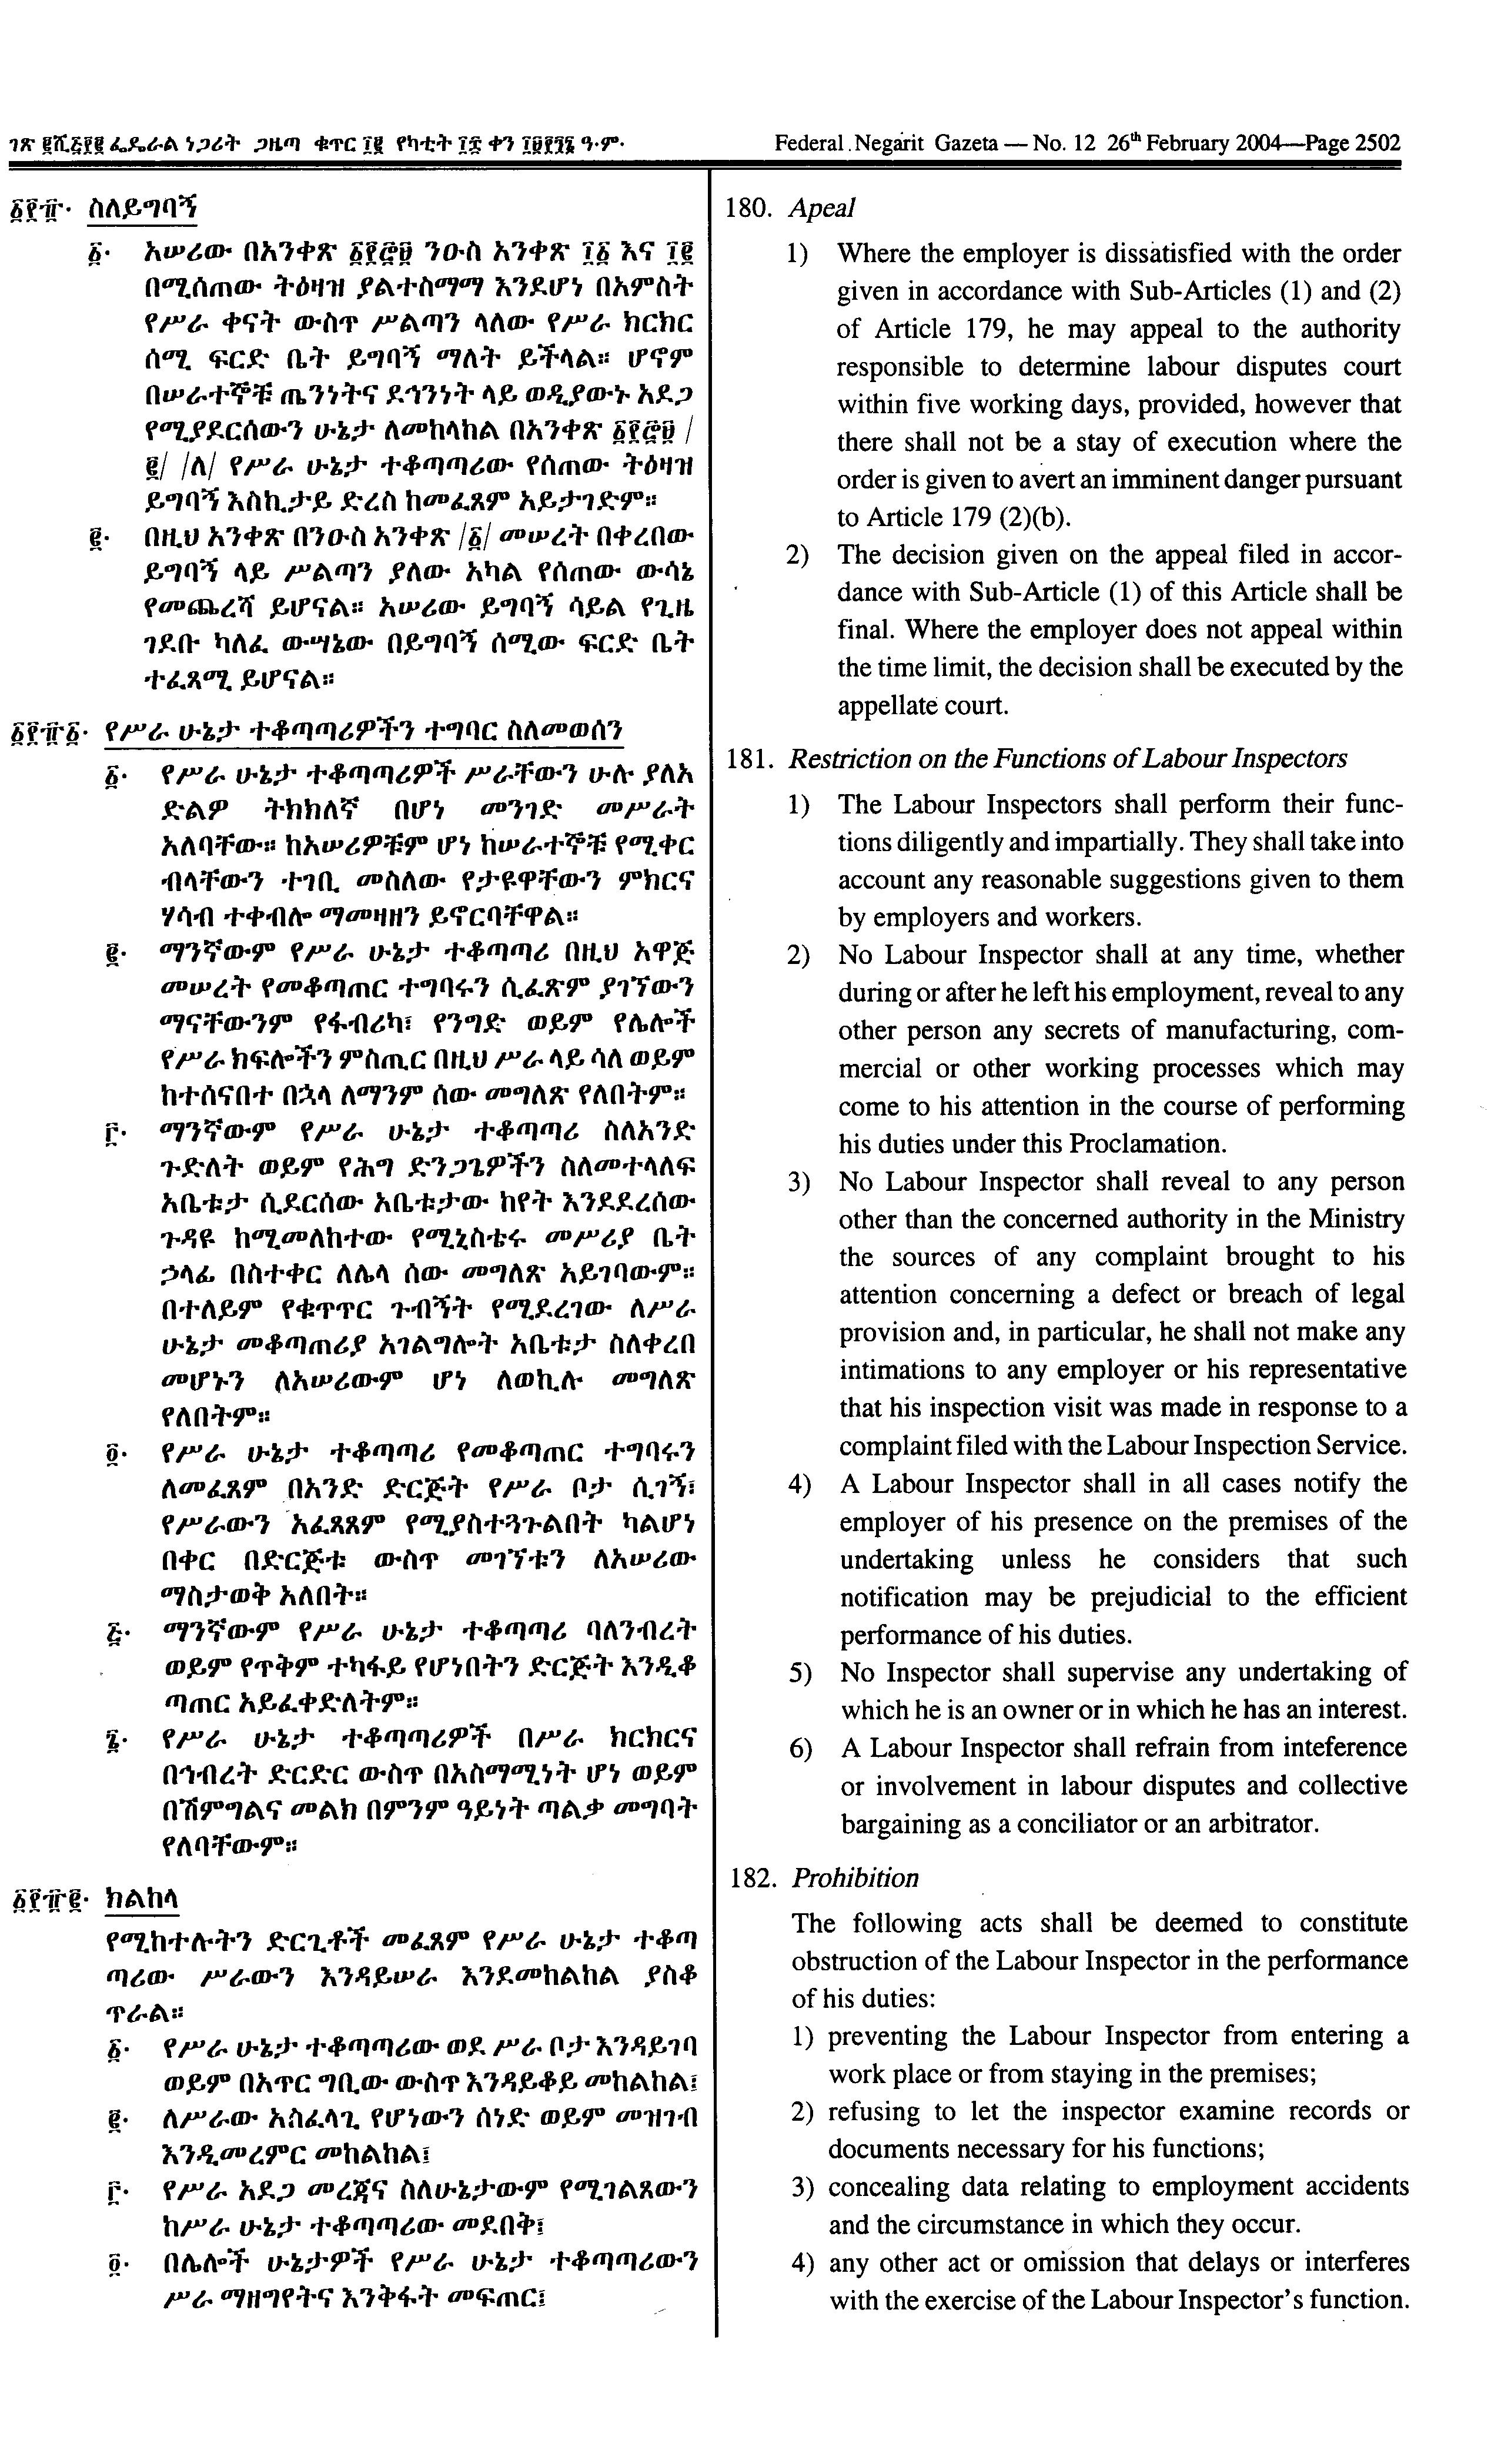 ገጽ ፪ሺ፭፻፪ ፌዴራል ነጋሪት ጋዜጣ ቁጥር ፲፪ የካቲት ፲፰ ቀን ፲፱፻፺፮ ዓ.ም.
Federal Negarit Gazeta — No. 12 26th February 2004—Page 2502
፩፻፹. ስለይግባኝ
፩. አሠሪው በአንቀጽ ፩፻፸፱ ንዑስ አንቀጽ ፲፩ እና ፲፪
በሚሰጠው ትዕዛዝ ያልተስማማ እንደሆነ በአምስት
የሥራ ቀናት ውስጥ ሥልጣን ላለው የሥራ ክርክር
ሰሚ ፍርድ ቤት ይግባኝ ማለት ይችላል። ሆኖም
በሠራተኞቹ ጤንነትና ደኅንነት ላይ ወዲያውኑ አደጋ
የሚያደርሰውን ሁኔታ ለመከላከል በአንቀጽ ፩፻፸፱ /
፪/ /ለ/ የሥራ ሁኔታ ተቆጣጣሪው የሰጠው ትዕዛዝ
ይግባኝ እስኪታይ ድረስ ከመፈጸም አይታገድም።
፪. በዚህ አንቀጽ በንዑስ አንቀጽ /፩/ መሠረት በቀረበው
ይግባኝ ላይ ሥልጣን ያለው አካል የሰጠው ውሳኔ
የመጨረሻ ይሆናል። አሠሪው ይግባኝ ሳይል የጊዜ
ገደቡ ካለፈ ውሣኔው በይግባኝ ሰሚው ፍርድ ቤት
ተፈጻሚ ይሆናል።
፩፻፹፩. የሥራ ሁኔታ ተቆጣጣሪዎችን ተግባር ስለመወሰን
፩. የሥራ ሁኔታ ተቆጣጣሪዎች ሥራቸውን ሁሉ ያለአ
ድልዎ ትክክለኛ በሆነ መንገድ መሥራት
አለባቸው። ከአሠሪዎቹም ሆነ ከሠራተኞቹ የሚቀር
ብላቸውን ተገቢ መስለው የታዩዋቸውን ምክርና
ሃሳብ ተቀብሎ ማመዛዘን ይኖርባቸዋል።
፪. ማንኛውም የሥራ ሁኔታ ተቆጣጣሪ በዚህ አዋጅ
መሠረት የመቆጣጠር ተግባሩን ሲፈጽም ያገኘውን
ማናቸውንም የፋብሪካ፣ የንግድ ወይም የሌሎች
የሥራ ክፍሎችን ምስጢር በዚህ ሥራ ላይ ሳለ ወይም
ከተሰናበተ በኋላ ለማንም ሰው መግለጽ የለበትም።
፫. ማንኛውም የሥራ ሁኔታ ተቆጣጣሪ ስለአንድ
ጉድለት ወይም የሕግ ድንጋጌዎችን ስለመተላለፍ
አቤቱታ ሲደርሰው አቤቱታው ከየት እንደደረሰው
ጉዳዩ ከሚመለከተው የሚኒስቴሩ መሥሪያ ቤት
ኃላፊ በስተቀር ለሌላ ሰው መግለጽ አይገባውም።
በተለይም የቁጥጥር ጉብኝት የሚደረገው ለሥራ
ሁኔታ መቆጣጠሪያ አገልግሎት አቤቱታ ስለቀረበ
መሆኑን ለአሠሪውም ሆነ ለወኪሉ መግለጽ
የለበትም።
፬. የሥራ ሁኔታ ተቆጣጣሪ የመቆጣጠር ተግባሩን
ለመፈጸም በአንድ ድርጅት የሥራ ቦታ ሲገኝ፣
የሥራውን አፈጻጸም የሚያስተጓጉልበት ካልሆነ
በቀር በድርጅቱ ውስጥ መገኘቱን ለአሠሪው
ማስታወቅ አለበት።
፭. ማንኛውም የሥራ ሁኔታ ተቆጣጣሪ ባለንብረት
ወይም የጥቅም ተካፋይ የሆነበትን ድርጅት እንዲቆ
ጣጠር አይፈቀድለትም።
፮. የሥራ ሁኔታ ተቆጣጣሪዎች በሥራ ክርክርና
በኅብረት ድርድር ውስጥ በአስማሚነት ሆነ ወይም
በሽምግልና መልክ በምንም ዓይነት ጣልቃ መግባት
የለባቸውም።
፩፻፹፪. ክልከላ
የሚከተሉትን ድርጊቶች መፈጸም የሥራ ሁኔታ ተቆጣ
ጣሪው ሥራውን እንዳይሠራ እንደመከልከል ያስቆ
ጥራል።
፩. የሥራ ሁኔታ ተቆጣጣሪው ወደ ሥራ ቦታ እንዳይገባ
ወይም በአጥር ግቢው ውስጥ እንዳይቆይ መከልከል፤
፪. ለሥራው አስፈላጊ የሆነውን ሰነድ ወይም መዝገብ
እንዲመረምር መከልከል፤
፫. የሥራ አደጋ መረጃና ስለሁኔታውም የሚገልጸውን
ከሥራ ሁኔታ ተቆጣጣሪው መደበቅ፤
፬. በሌሎች ሁኔታዎች የሥራ ሁኔታ ተቆጣጣሪውን
ሥራ ማዘግየትና እንቅፋት መፍጠር፤
180. Apeal
1) Where the employer is dissatisfied with the order
given in accordance with Sub-Articles (1) and (2)
of Article 179, he may appeal to the authority
responsible to determine labour disputes court
within five working days, provided, however that
there shall not be a stay of execution where the
order is given to avert an imminent danger pursuant
to Article 179 (2)(b).
2) The decision given on the appeal filed in accor-
dance with Sub-Article (1) of this Article shall be
final. Where the employer does not appeal within
the time limit, the decision shall be executed by the
appellate court.
181. Restriction on the Functions of Labour Inspectors
1) The Labour Inspectors shall perform their func-
tions diligently and impartially. They shall take into
account any reasonable suggestions given to them
by employers and workers.
2) No Labour Inspector shall at any time, whether
during or after he left his employment, reveal to any
other person any secrets of manufacturing, com-
mercial or other working processes which may
come to his attention in the course of performing
his duties under this Proclamation.
3) No Labour Inspector shall reveal to any person
other than the concerned authority in the Ministry
the sources of any complaint brought to his
attention concerning a defect or breach of legal
provision and, in particular, he shall not make any
intimations to any employer or his representative
that his inspection visit was made in response to a
complaint filed with the Labour Inspection Service.
4) A Labour Inspector shall in all cases notify the
employer of his presence on the premises of the
undertaking unless he considers that such
notification may be prejudicial to the efficient
performance of his duties.
5) No Inspector shall supervise any undertaking of
which he is an owner or in which he has an interest.
6) A Labour Inspector shall refrain from inteference
or involvement in labour disputes and collective
bargaining as a conciliator or an arbitrator.
182. Prohibition
The following acts shall be deemed to constitute
obstruction of the Labour Inspector in the performance
of his duties:
1) preventing the Labour Inspector from entering a
work place or from staying in the premises;
2) refusing to let the inspector examine records or
documents necessary for his functions;
3) concealing data relating to employment accidents
and the circumstance in which they occur.
4) any other act or omission that delays or interferes
with the exercise of the Labour Inspector's function.